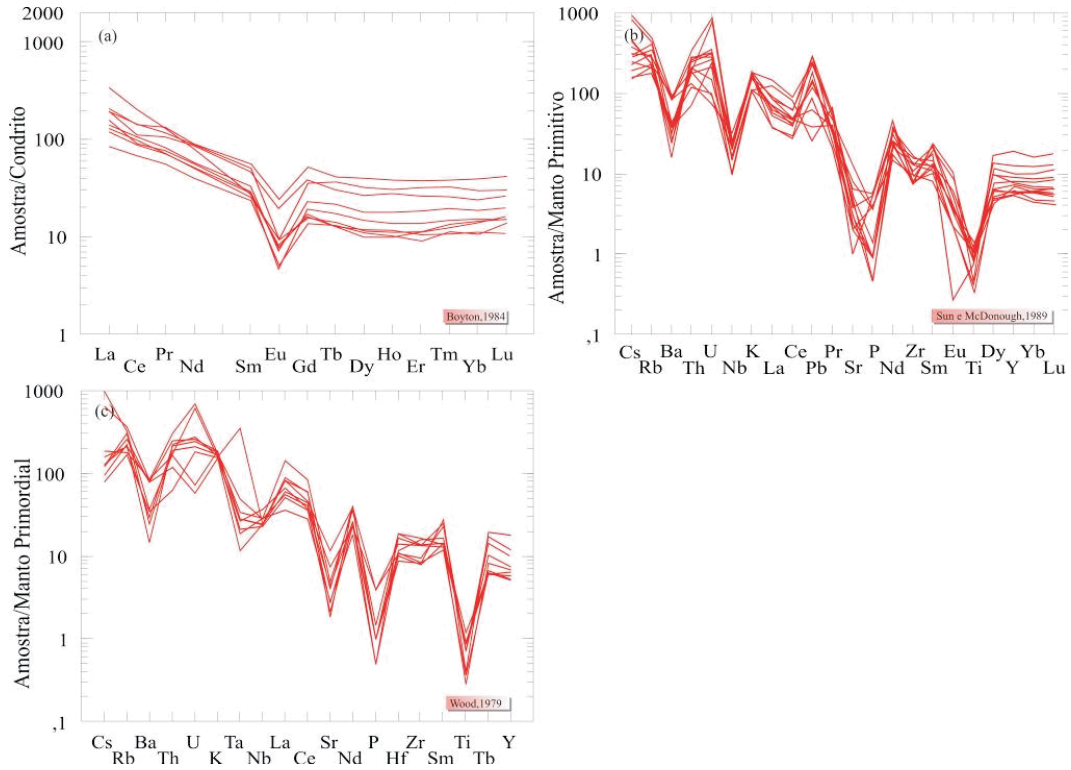 2000
1000
100
10
1
(a)
Amostra/Condrito
Boyton,1984
La Ce Pr Nd Sm Eu Gd Tb Dy Ho Er Tm Yb Lu
1000
100
10
1
,1
(b)
Amostra/Manto Primitivo
Sun e McDonough,1989
Cs Rb Ba Th U Nb K La Ce Pb Pr Sr P Nd Zr Sm Eu Ti Dy Y Yb Lu
1000
100
10
1
,1
(c)
Amostra/Manto Primordial
Wood,1979
Cs Rb Ba Th U K Ta Nb La Ce Sr Nd P Hf Zr Sm Ti Tb Y